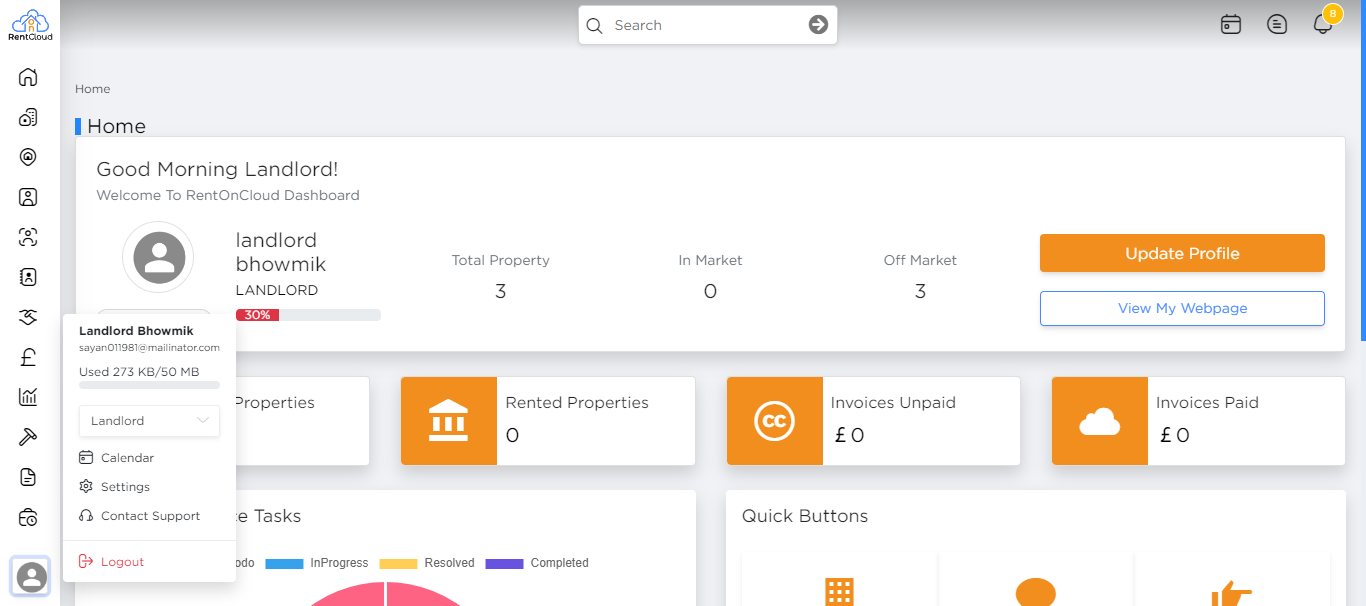 RentCloud
Search
8
Home
Home
Good Morning Landlord!
Welcome To RentOnCloud Dashboard
landlord
bhowmik
LANDLORD
30%
Total Property
3
In Market
0
Off Market
3
Update Profile
View My Webpage
Landlord Bhowmik
sayan011981@mailinator.com
Used 273 KB/50 MB
Landlord
Calendar
Settings
Contact Support
Logout
Properties
Rented Properties
0
CC
Invoices Unpaid
£ 0
Invoices Paid
£ 0
Tasks
InProgress
Resolved
Completed
Quick Buttons